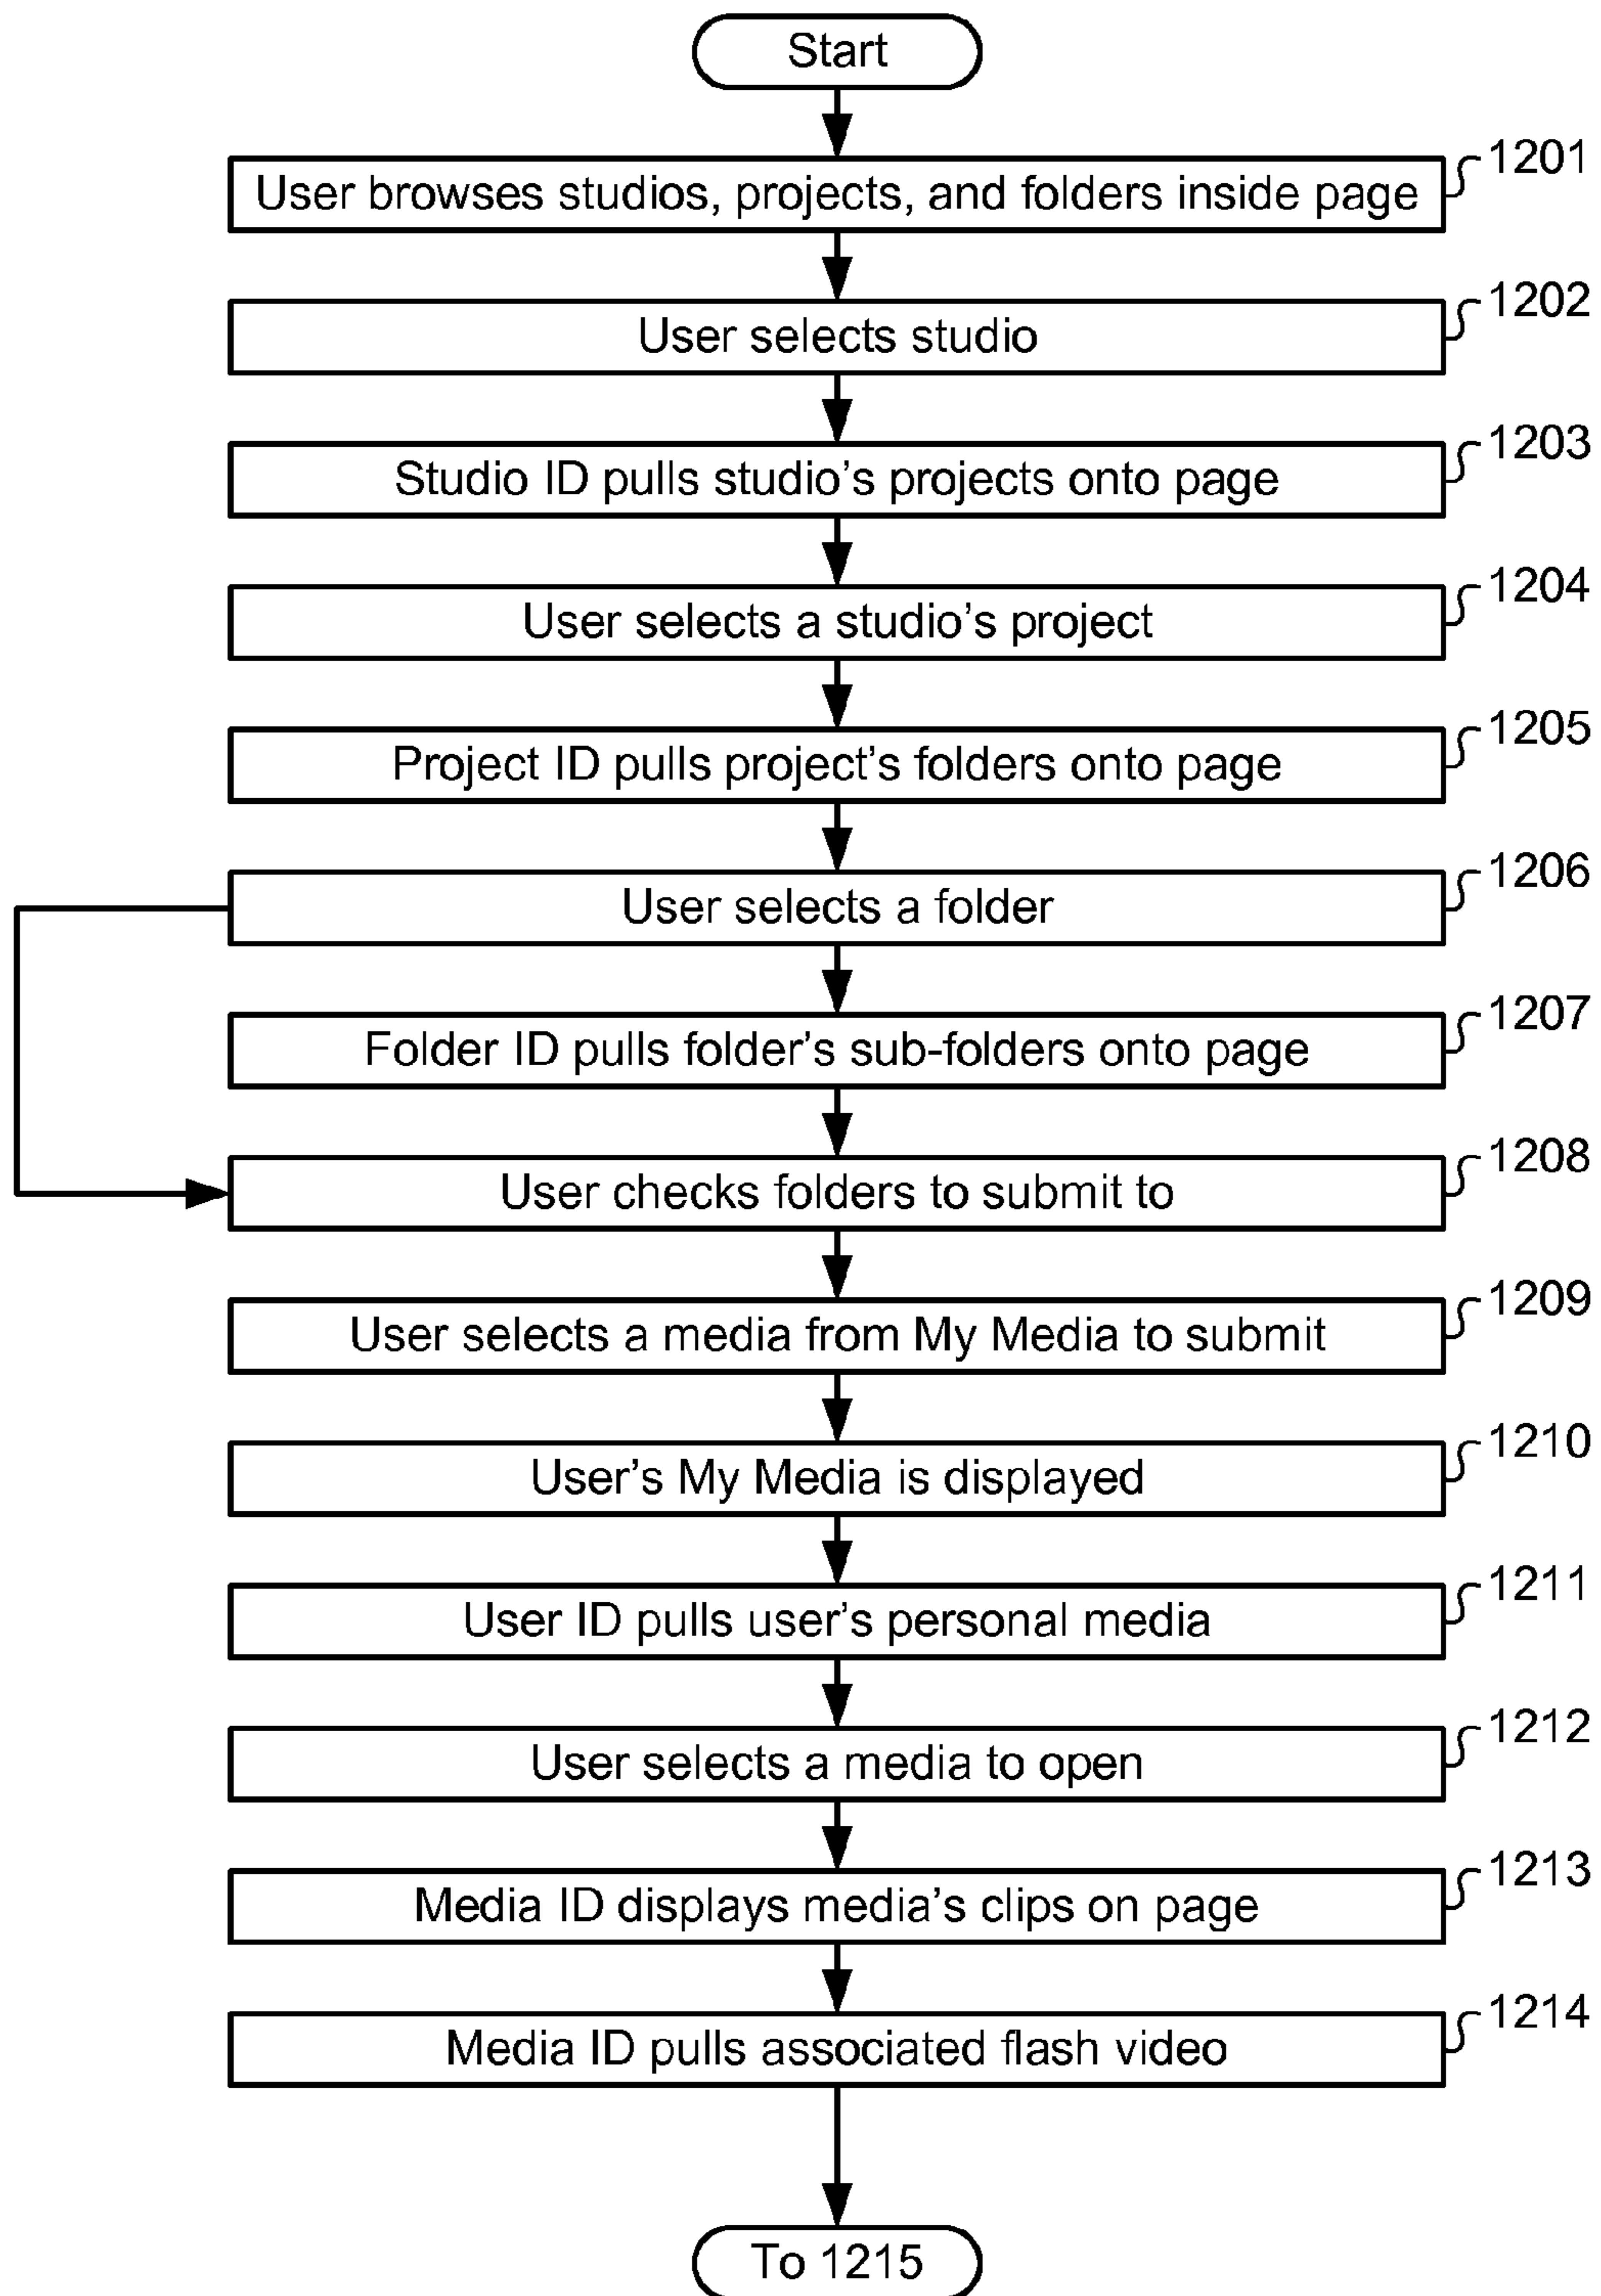 Start
1201
User browses studios, projects, and folders inside page
1202
User selects studio
1203
Studio ID pulls studio's projects onto page
1204
User selects a studio's project
1205
Project ID pulls project's folders onto page
1206
User selects a folder
1207
Folder ID pulls folder's sub-folders onto page
1208
User checks folders to submit to
1209
User selects a media from My Media to submit
1210
User's My Media is displayed
1211
User ID pulls user's personal media
1212
User selects a media to open
1213
Media ID displays media's clips on page
1214
Media ID pulls associated flash video
To 1215